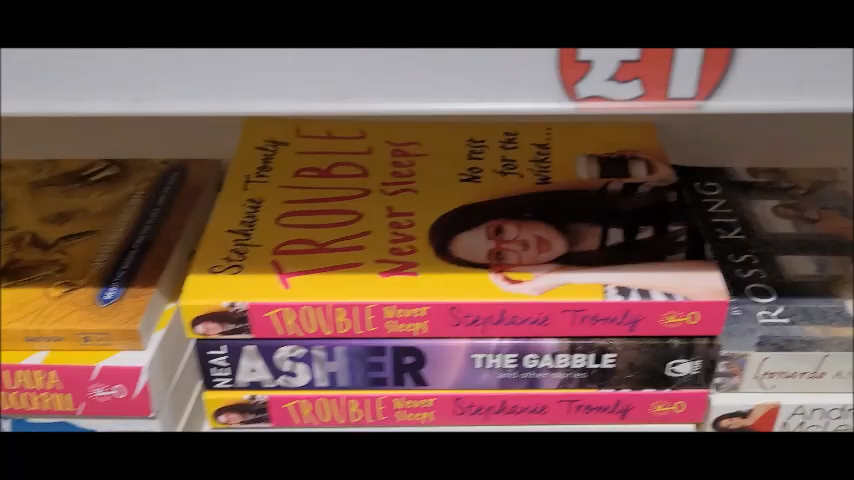 £1
Stephanie Tromly
TROUBLE
Never Sleeps
No rest
for the
wicked...
TROUBLE Never Sleeps Stephanie Tromly
NEAL ASHER THE GABBLE
and other stories
TROUBLE Never Sleeps Stephanie Tromly
LAURA
ROSS KING
Leonardo